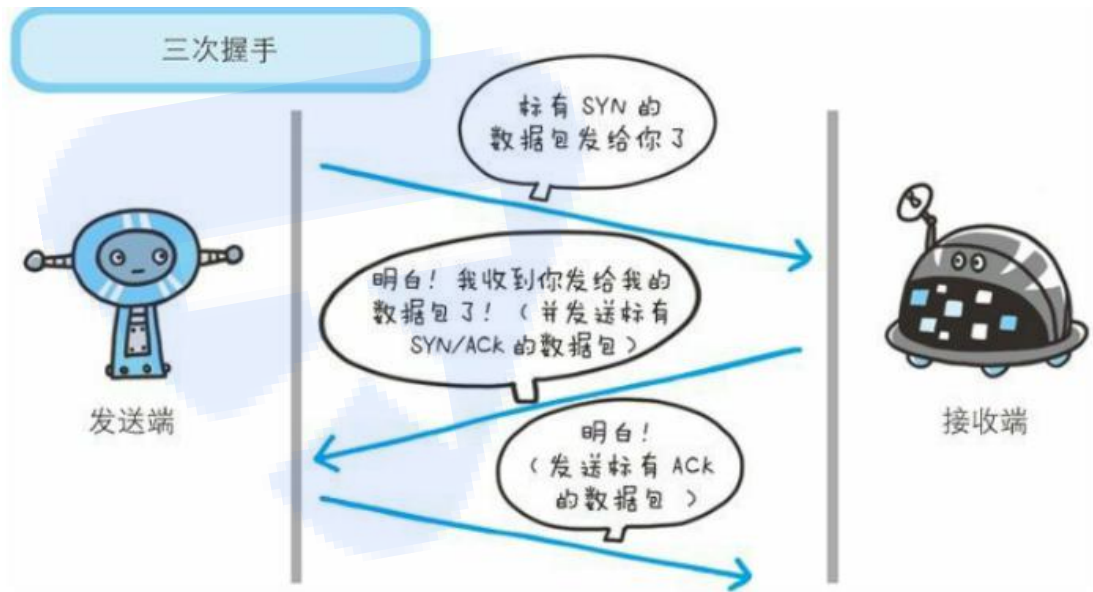 三次握手
标有 SYN 的
数据包发给你了
明白！我收到你发给我的
数据包了！（并发送标有
SYN/ACK 的数据包）
发送端
接收端
明白！
（发送标有 ACK
的数据包）